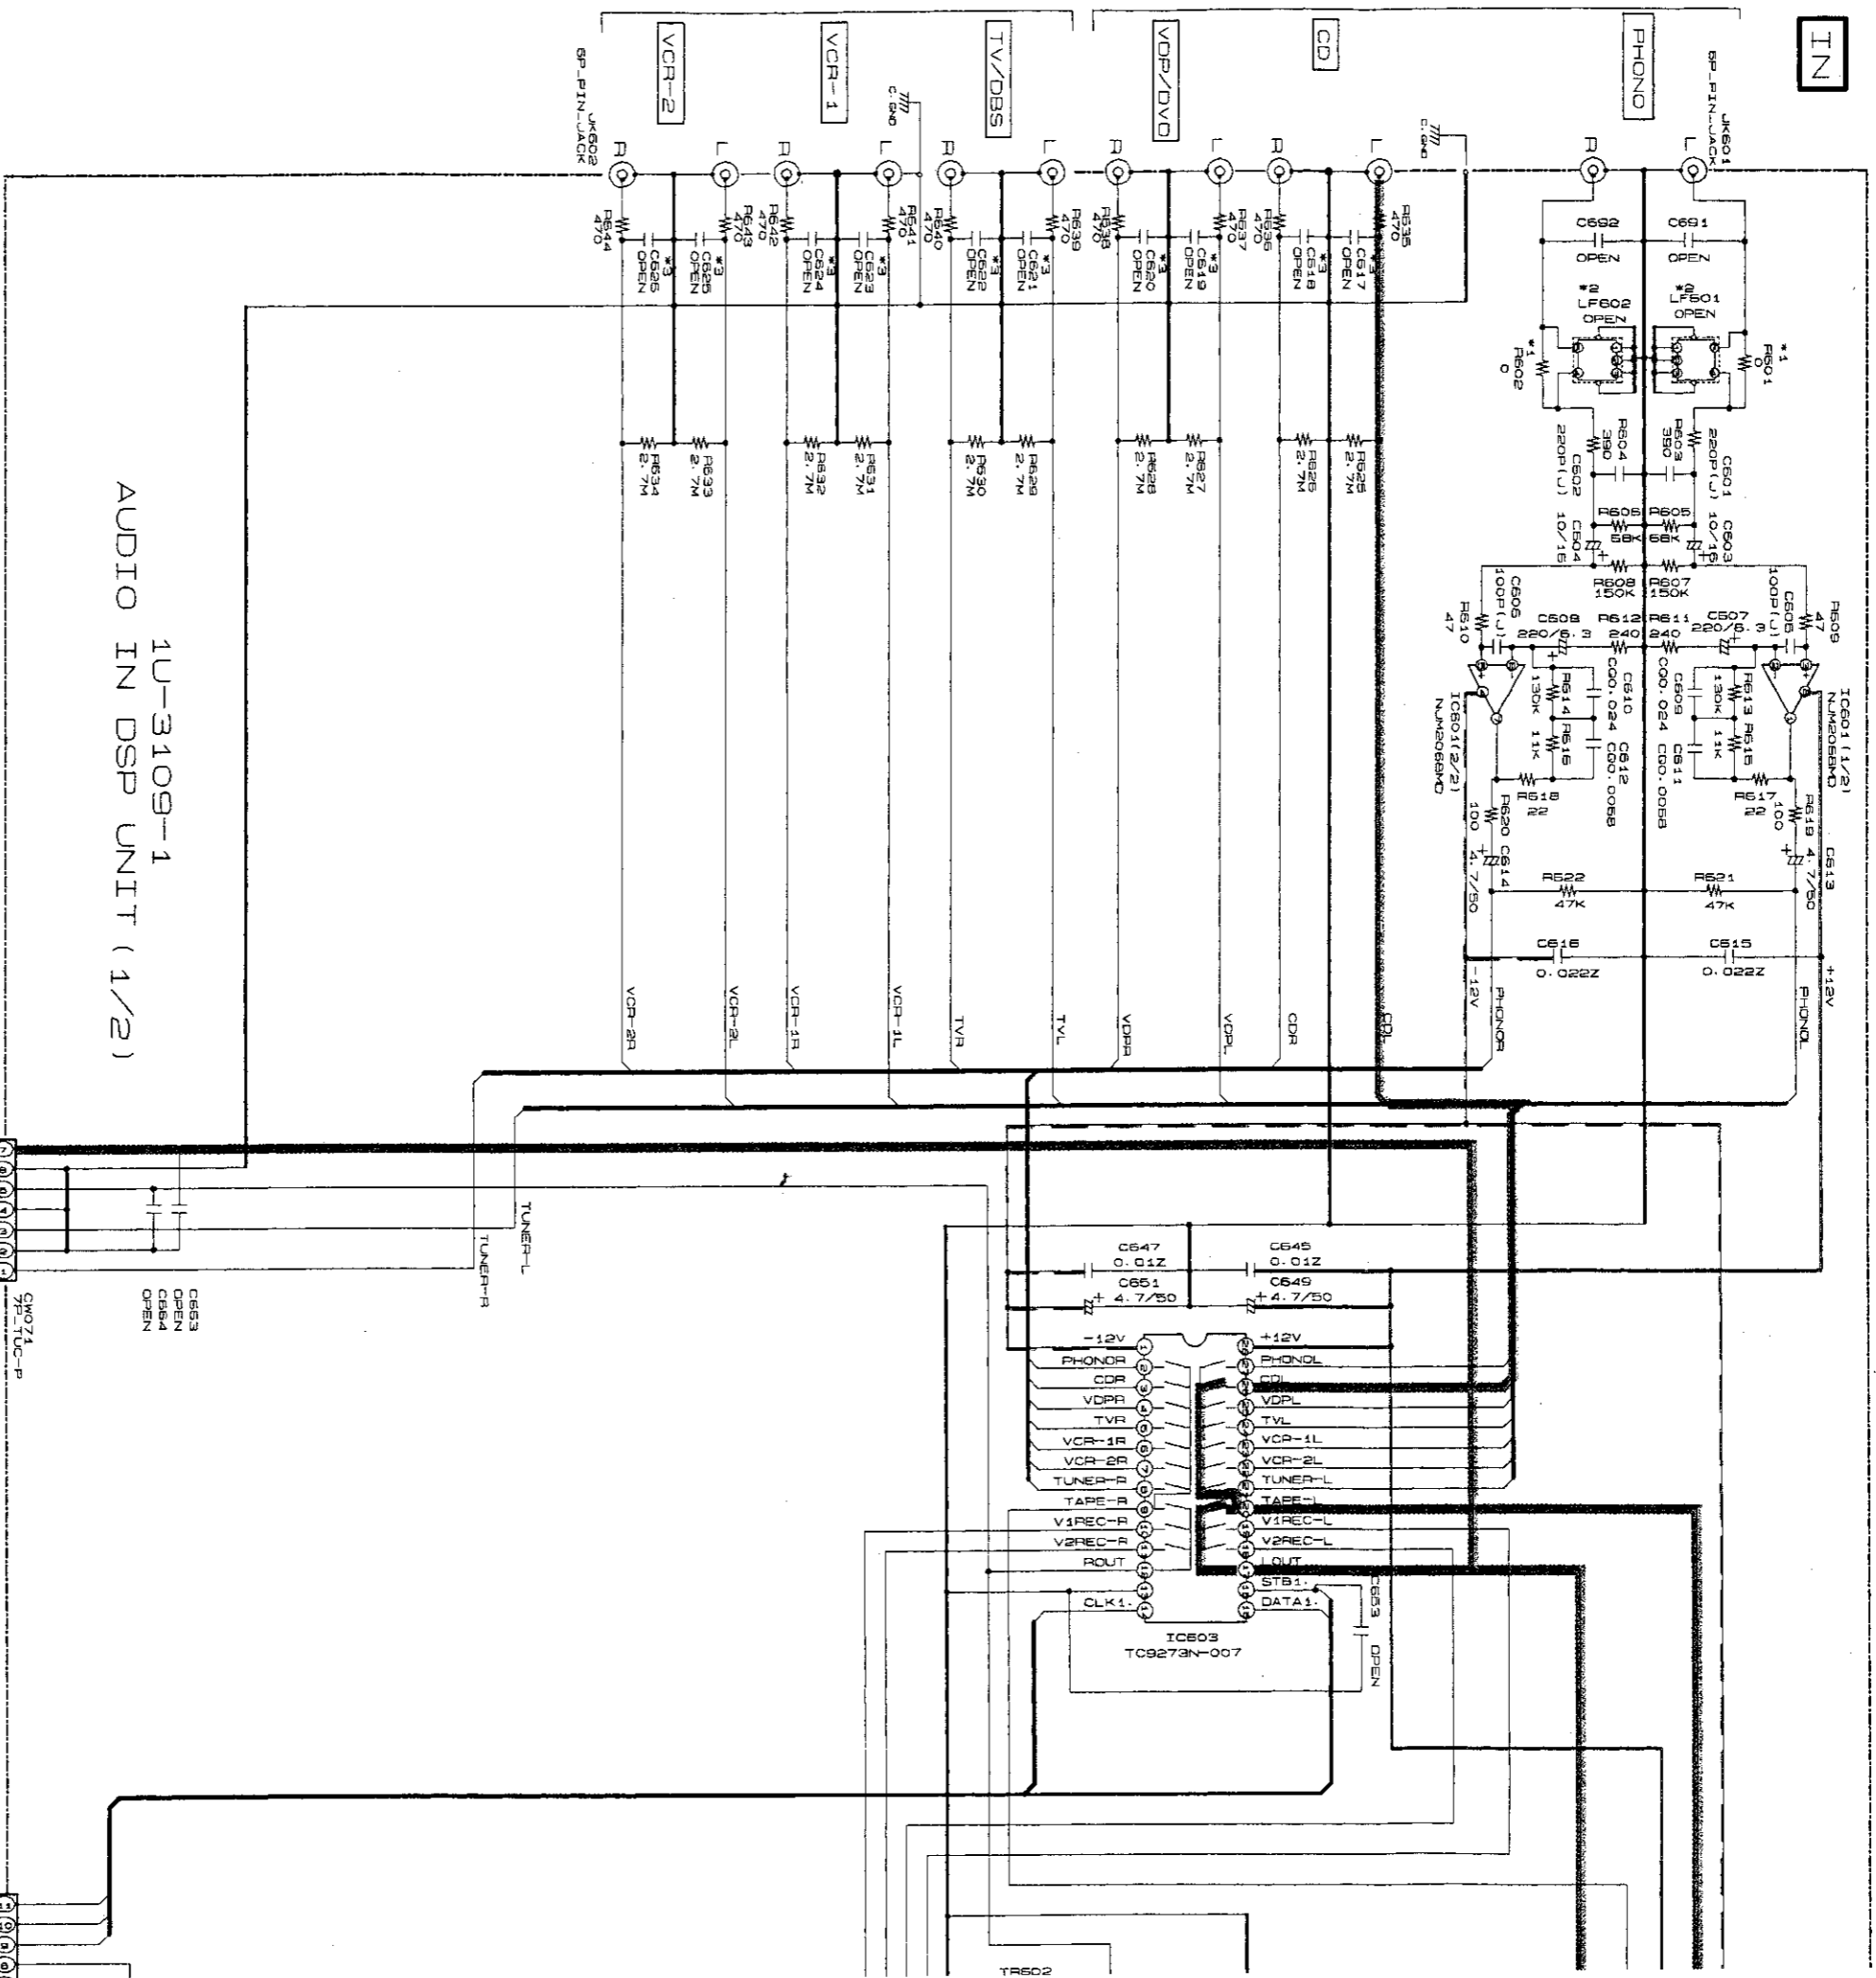 IN
PHONO
CD
VDP/DVD
TV/DBS
VCR-1
VCR-2
JK601
6P_PIN_JACK
JK602
6P_PIN_JACK
C.GND
C.GND
L
R
L
R
L
R
L
R
L
R
L
R
C692
OPEN
C691
OPEN
*2
LF602
OPEN
*2
LF601
OPEN
*1
R602
0
*1
R601
0
R604
390
R603
390
C602
220P(J)
C601
220P(J)
R606
68K
R605
68K
C604
10/16
C603
10/16
R608
150K
R607
150K
R610
47
R609
47
C606
100P(J)
C605
100P(J)
C608
220/6.3
R612
240
R611
240
C607
220/6.3
R614
130K
R616
11K
C610
CQ0.024
C612
CQ0.0068
C609
CQ0.024
C611
CQ0.0068
R613
130K
R615
11K
IC601(2/2)
NJM2068MD
IC601(1/2)
NJM2068MD
R618
22
R617
22
R620
100
C614
4.7/50
R619
100
C613
4.7/50
R622
47K
R621
47K
C616
0.022Z
C615
0.022Z
-12V
+12V
PHONOR
PHONOL
R635
470
R636
470
R637
470
R638
470
R639
470
R640
470
R641
470
R642
470
R643
470
R644
470
*3
C617
OPEN
*3
C618
OPEN
*3
C619
OPEN
C620
OPEN
*3
C621
OPEN
*3
C622
OPEN
*3
C623
OPEN
*3
C624
OPEN
*3
C625
OPEN
C626
OPEN
R625
2.7M
R626
2.7M
R627
2.7M
R628
2.7M
R629
2.7M
R630
2.7M
R631
2.7M
R632
2.7M
R633
2.7M
R634
2.7M
CDL
CDR
VDPL
VDPR
TVL
TVR
VCR-1L
VCR-1R
VCR-2L
VCR-2R
1U-3109-1
AUDIO IN DSP UNIT (1/2)
TUNER-L
TUNER-R
C663
OPEN
C664
OPEN
CW071
7P_TUC-P
C647
0.01Z
C645
0.01Z
C651
+ 4.7/50
C649
+ 4.7/50
-12V
PHONOR
CDR
VDPR
TVR
VCR-1R
VCR-2R
TUNER-R
TAPE-R
V1REC-R
V2REC-R
ROUT
CLK1.
+12V
PHONOL
CDL
VDPL
TVL
VCR-1L
VCR-2L
TUNER-L
TAPE-L
V1REC-L
V2REC-L
LOUT
STB1.
DATA1.
C653
OPEN
IC603
TC9273N-007
TR602